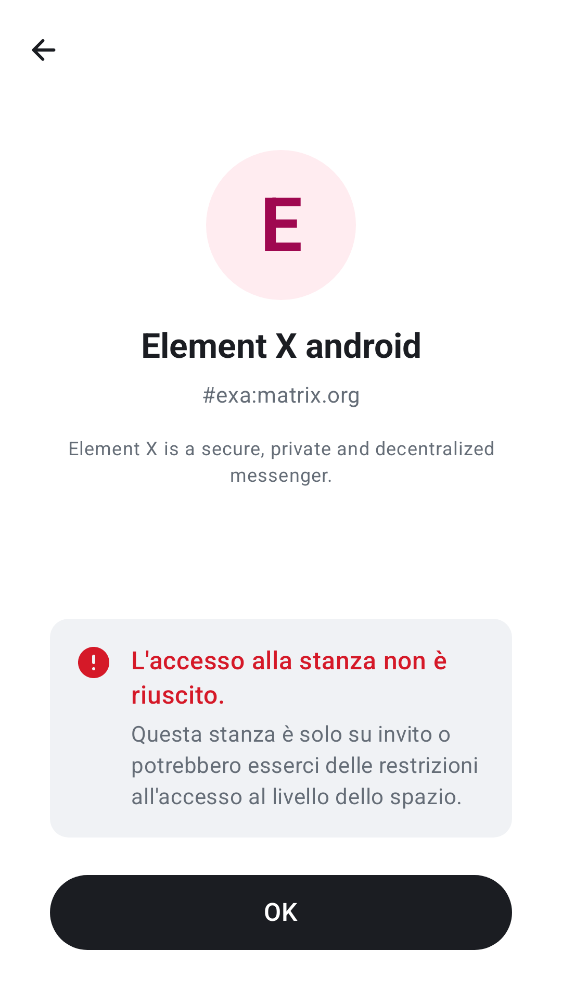 E
Element X android
#exa:matrix.org
Element X is a secure, private and decentralized
messenger.
L'accesso alla stanza non è
riuscito.
Questa stanza è solo su invito o
potrebbero esserci delle restrizioni
all'accesso al livello dello spazio.
OK